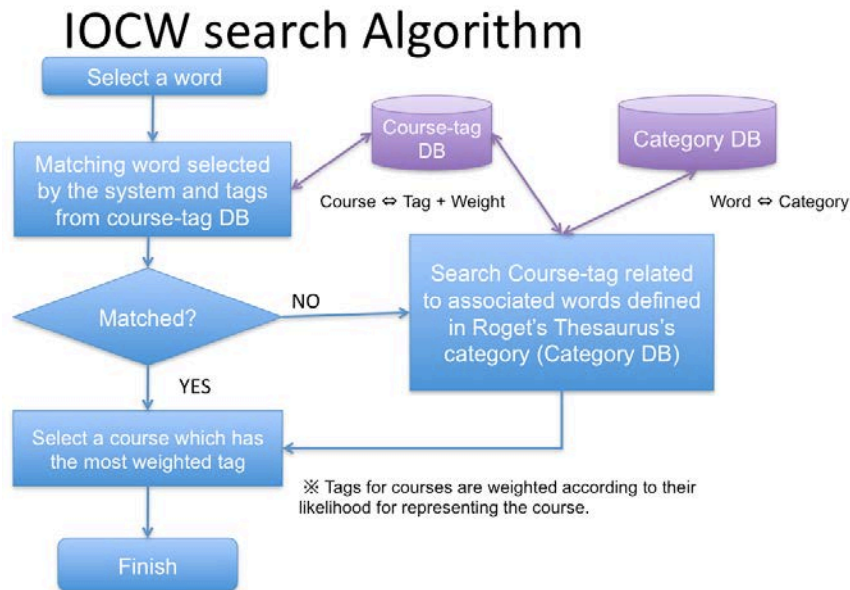 IOCW search Algorithm
Select a word
Course-tag
DB
Category DB
Matching word selected
by the system and tags
from course-tag DB
Course ⇔ Tag + Weight
Word ⇔ Category
Matched?
NO
Search Course-tag related
to associated words defined
in Roget's Thesaurus's
category (Category DB)
YES
Select a course which has
the most weighted tag
※ Tags for courses are weighted according to their
likelihood for representing the course.
Finish